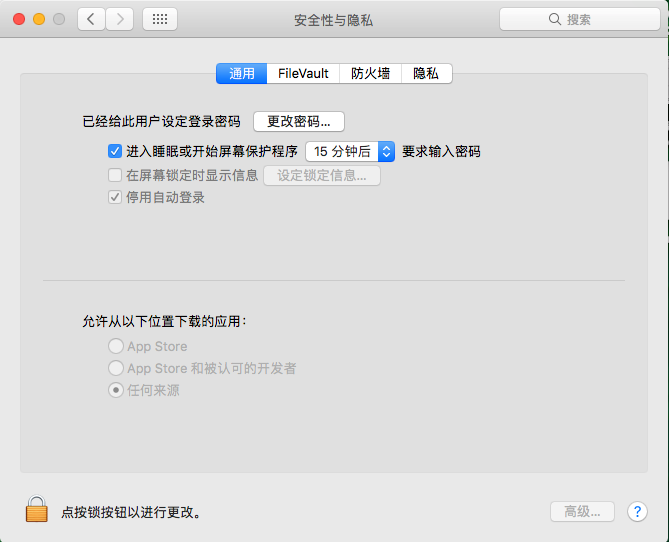 安全性与隐私
搜索
通用 FileVault 防火墙 隐私
已经给此用户设定登录密码 更改密码...
进入睡眠或开始屏幕保护程序 15 分钟后 要求输入密码
在屏幕锁定时显示信息 设定锁定信息...
停用自动登录
允许从以下位置下载的应用：
App Store
App Store 和被认可的开发者
任何来源
点按锁按钮以进行更改。
高级...
?